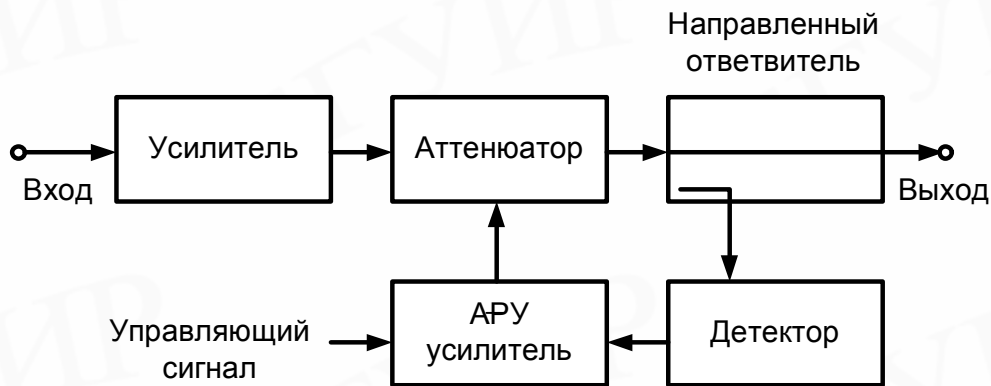 Направленный
ответвитель
Усилитель
Аттенюатор
Вход
Выход
АРУ
усилитель
Детектор
Управляющий
сигнал